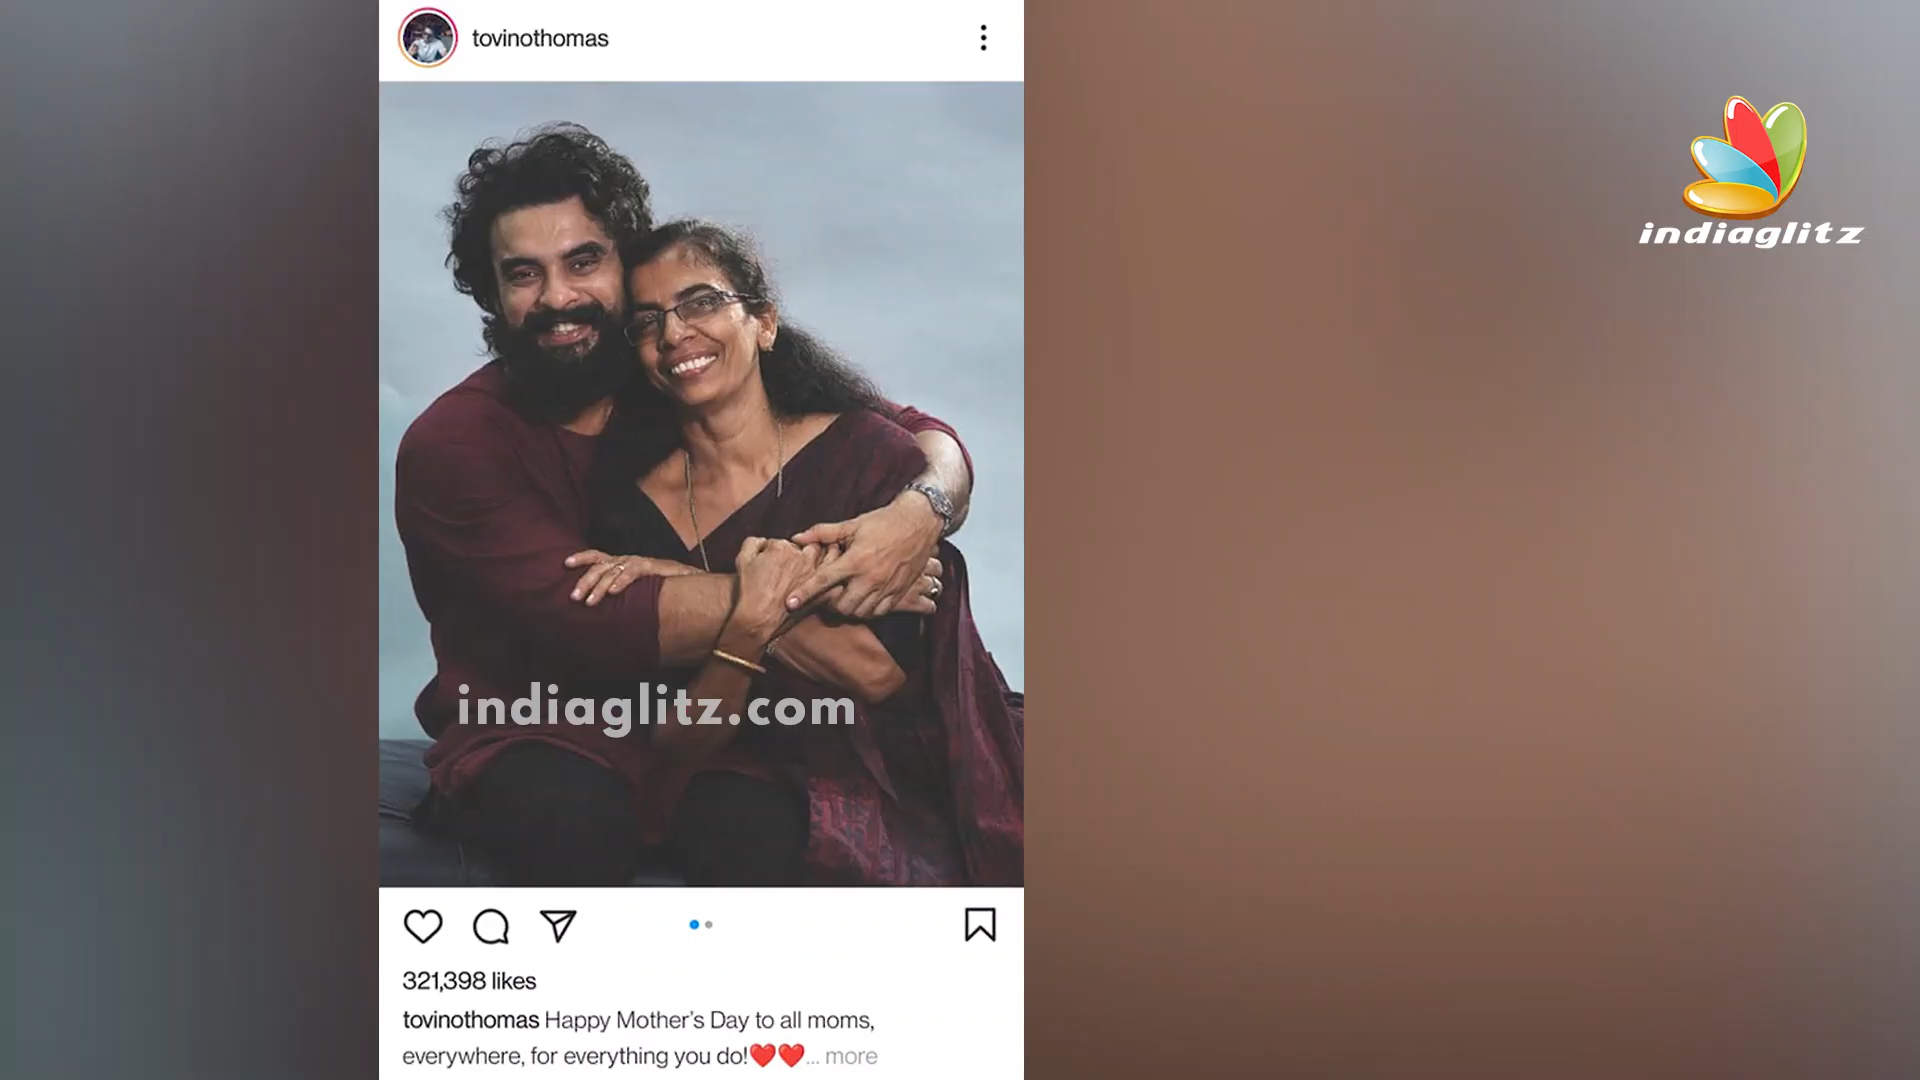 tovinothomas
indiaglitz
indiaglitz.com
321,398 likes
tovinothomas Happy Mother's Day to all moms,
everywhere, for everything you do!❤️❤️... more